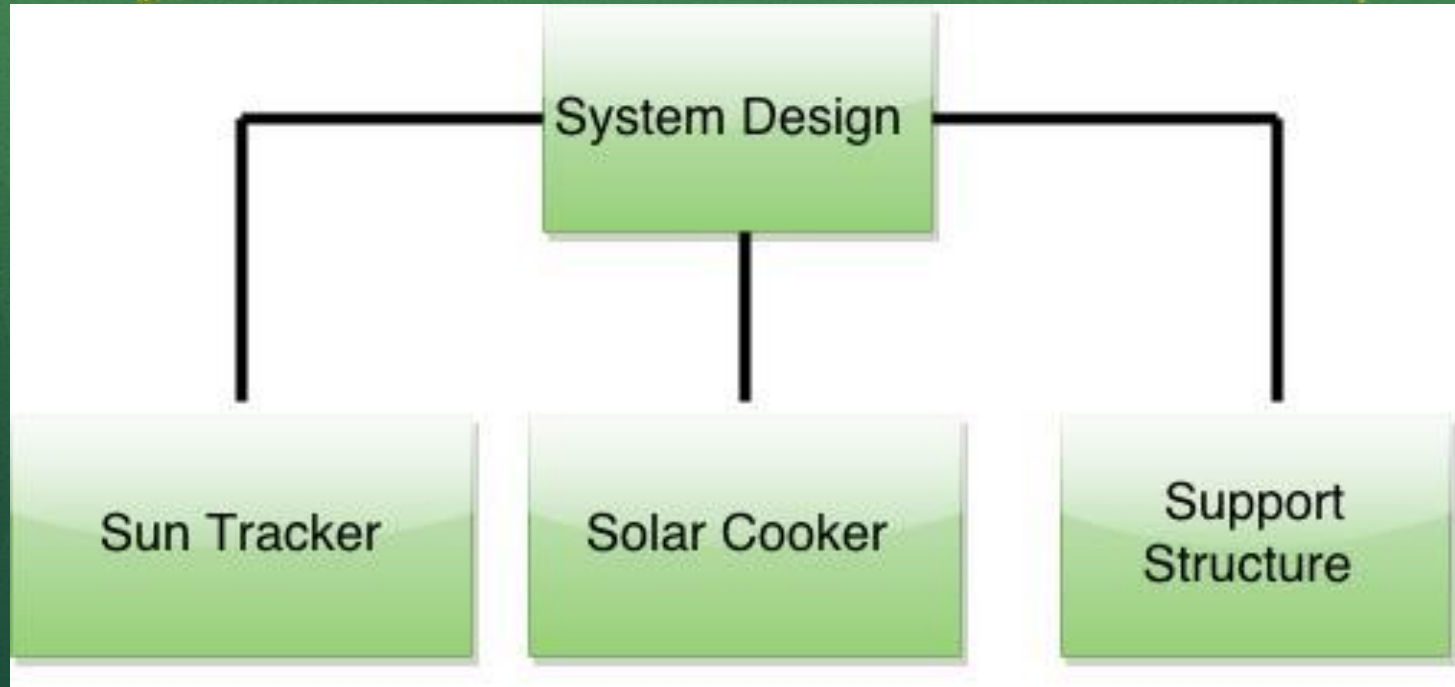 System Design
Sun Tracker
Solar Cooker
Support
Structure